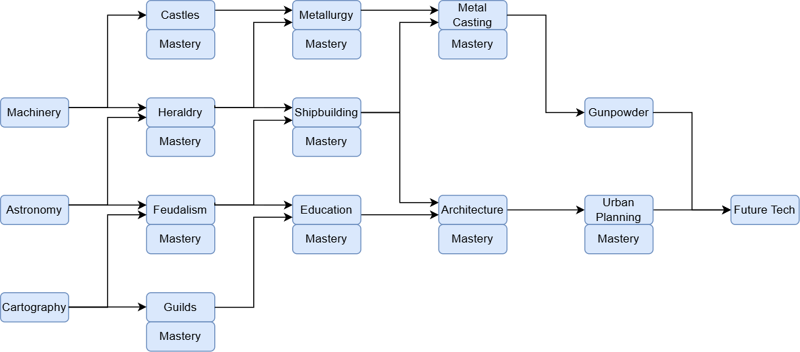 Castles
Mastery
Metallurgy
Mastery
Metal
Casting
Mastery
Machinery
Heraldry
Mastery
Shipbuilding
Mastery
Gunpowder
Astronomy
Feudalism
Mastery
Education
Mastery
Architecture
Mastery
Urban
Planning
Mastery
Future Tech
Cartography
Guilds
Mastery